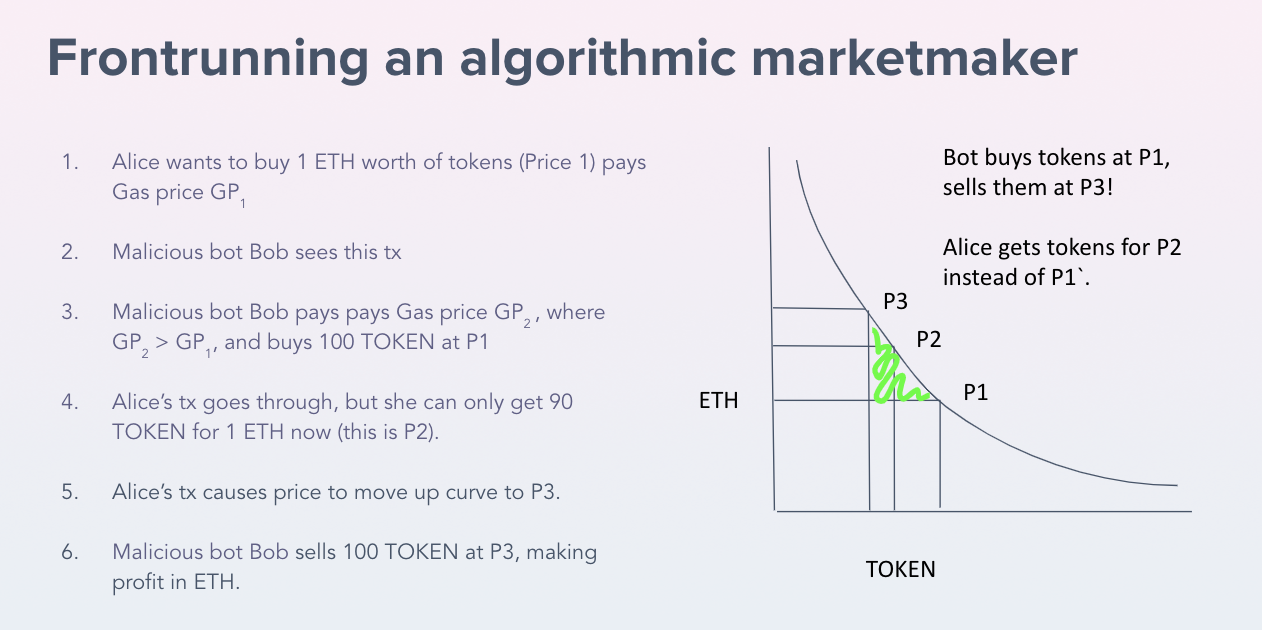 Frontrunning an algorithmic marketmaker
1. Alice wants to buy 1 ETH worth of tokens (Price 1) pays
Gas price GP1
2. Malicious bot Bob sees this tx
3. Malicious bot Bob pays pays Gas price GP2 , where
GP2 > GP1, and buys 100 TOKEN at P1
4. Alice’s tx goes through, but she can only get 90
TOKEN for 1 ETH now (this is P2).
5. Alice’s tx causes price to move up curve to P3.
6. Malicious bot Bob sells 100 TOKEN at P3, making
profit in ETH.
Bot buys tokens at P1,
sells them at P3!
Alice gets tokens for P2
instead of P1`.
P3
P2
P1
ETH
TOKEN